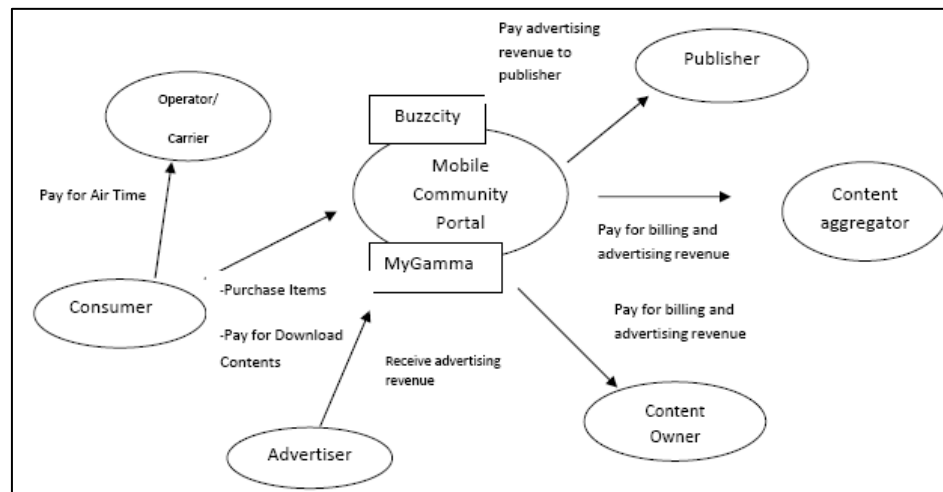 Pay advertising
revenue to
publisher
Publisher
Operator/
Carrier
Buzzcity
Mobile
Community
Portal
MyGamma
Pay for Air Time
Content
aggregator
Pay for billing and
advertising revenue
Consumer
-Purchase Items
-Pay for Download
Contents
Pay for billing and
advertising revenue
Receive advertising
revenue
Content
Owner
Advertiser